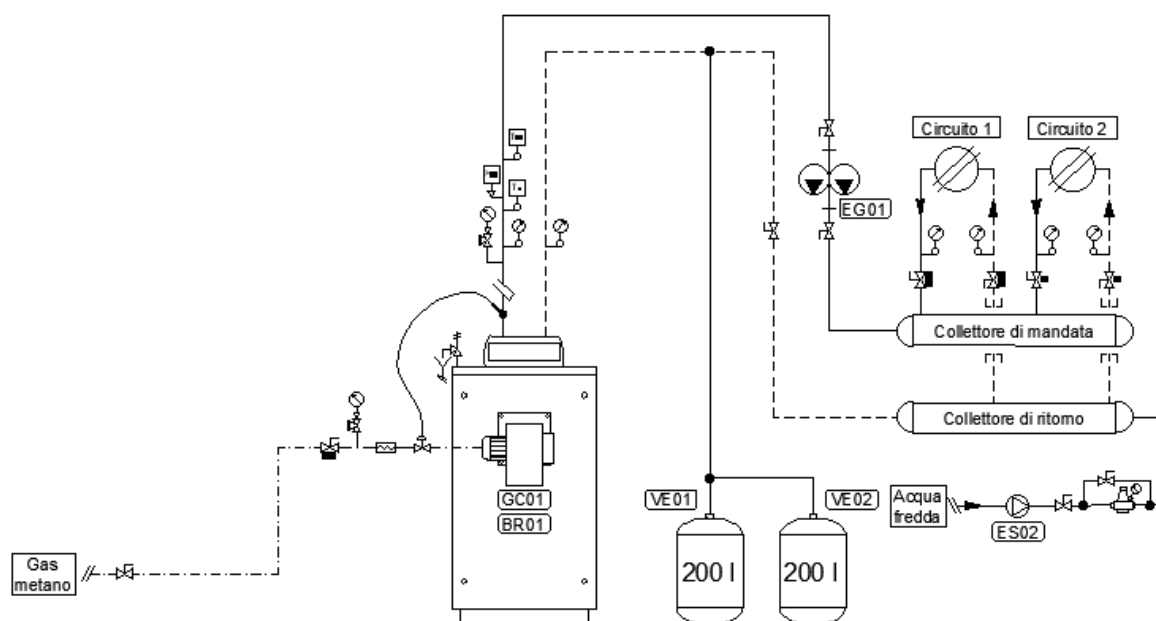 Circuito 1
Circuito 2
EG01
Collettore di mandata
Collettore di ritorno
GC01
BR01
VE01
VE02
200 l
200 l
Acqua
fredda
ES02
Gas
metano